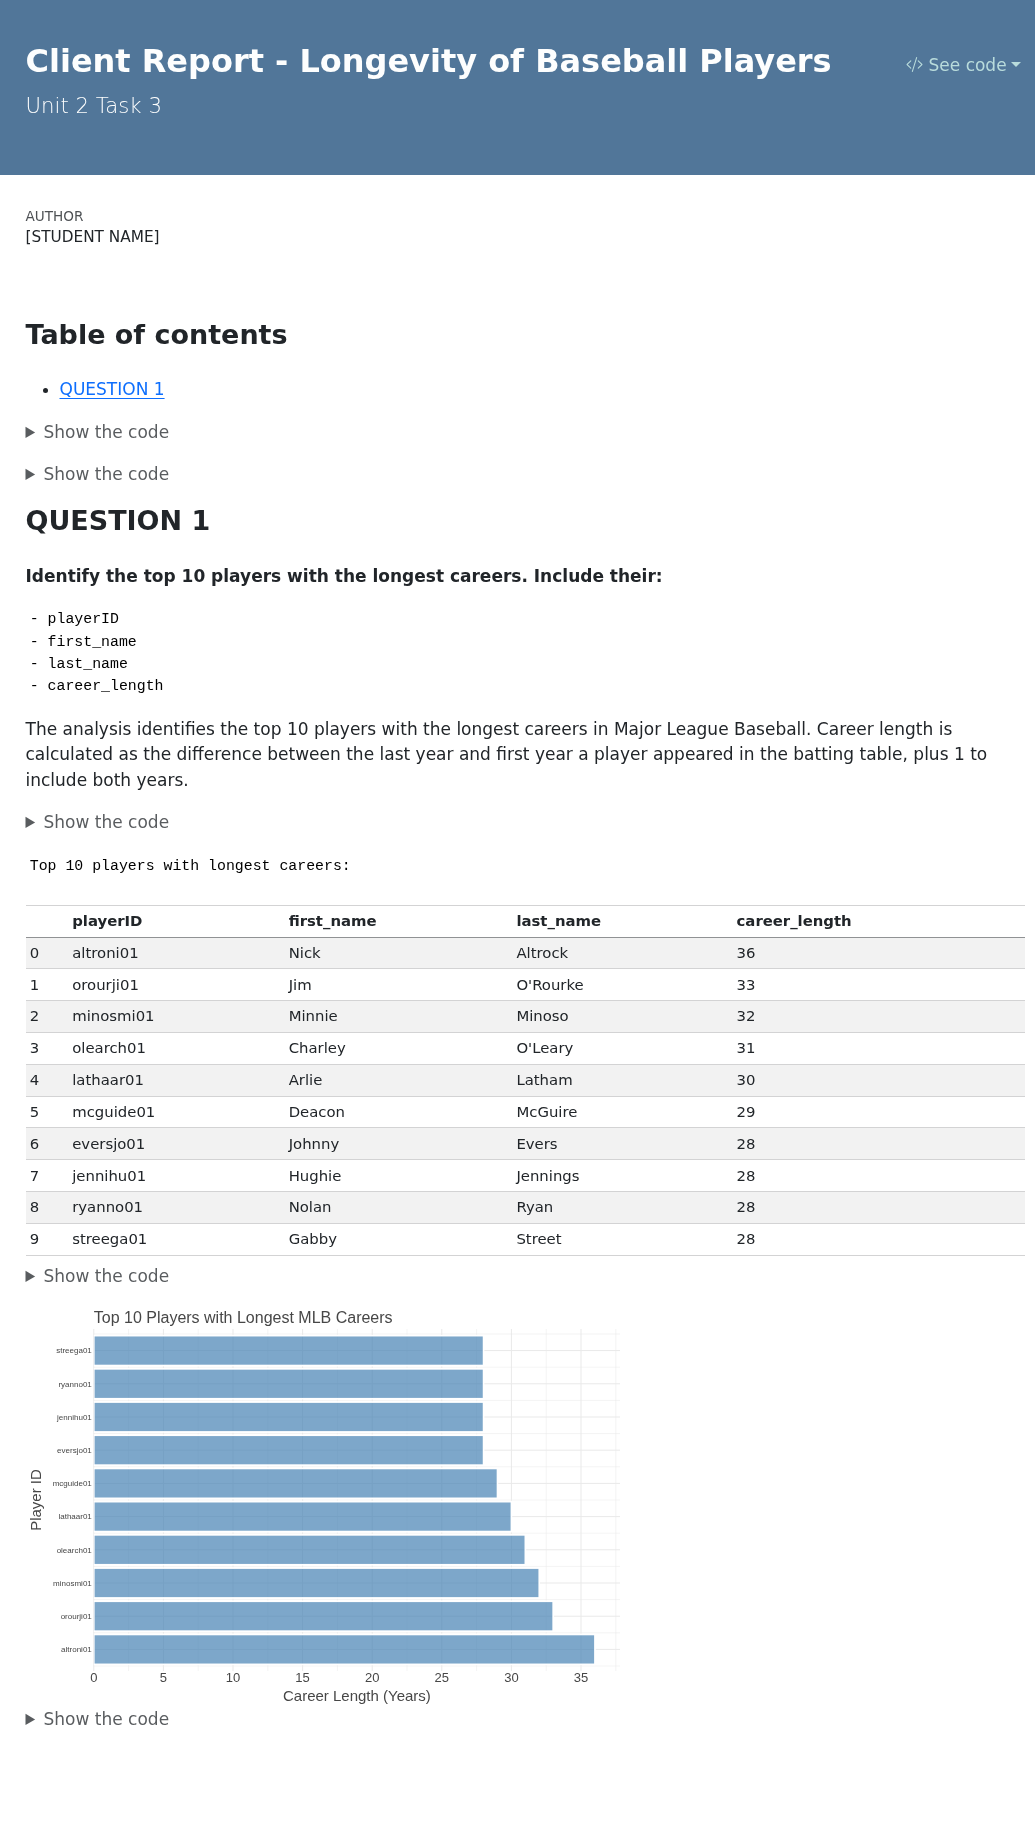 Client Report - Longevity of Baseball Players
See code
Unit 2 Task 3
AUTHOR
[STUDENT NAME]
Table of contents
QUESTION 1
Show the code
Show the code
QUESTION 1
Identify the top 10 players with the longest careers. Include their:
- playerID
- first_name
- last_name
- career_length
The analysis identifies the top 10 players with the longest careers in Major League Baseball. Career length is
calculated as the difference between the last year and first year a player appeared in the batting table, plus 1 to
include both years.
Show the code
Top 10 players with longest careers:
playerID first_name last_name career_length
0 altroni01 Nick Altrock 36
1 orourji01 Jim O'Rourke 33
2 minosmi01 Minnie Minoso 32
3 olearch01 Charley O'Leary 31
4 lathaar01 Arlie Latham 30
5 mcguide01 Deacon McGuire 29
6 eversjo01 Johnny Evers 28
7 jennihu01 Hughie Jennings 28
8 ryanno01 Nolan Ryan 28
9 streega01 Gabby Street 28
Show the code
Top 10 Players with Longest MLB Careers
streega01
ryanno01
jennihu01
eversjo01
mcguide01
lathaar01
olearch01
minosmi01
orourji01
altroni01
Player ID
0 5 10 15 20 25 30 35
Career Length (Years)
Show the code